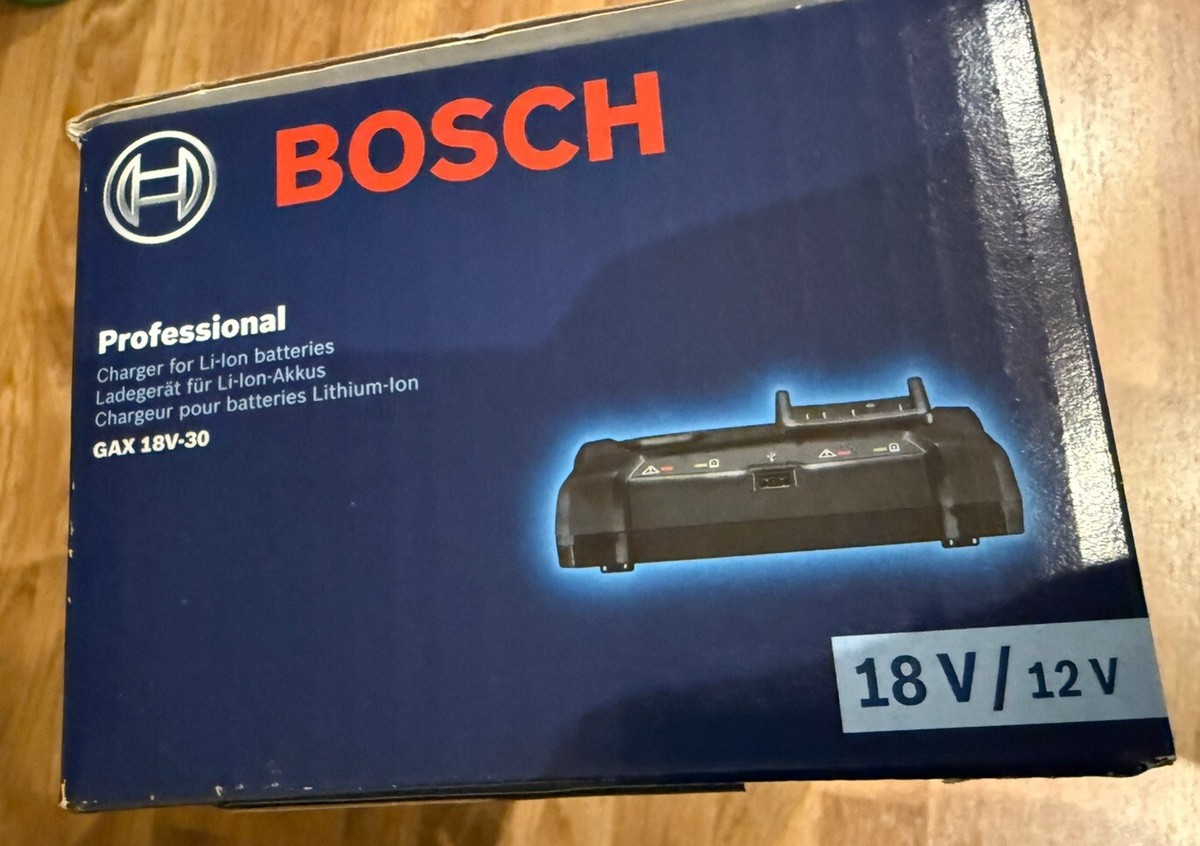 BOSCH
Professional
Charger for Li-Ion batteries
Ladegerät für Li-Ion-Akkus
Chargeur pour batteries Lithium-Ion
GAX 18V-30
18 V / 12 V